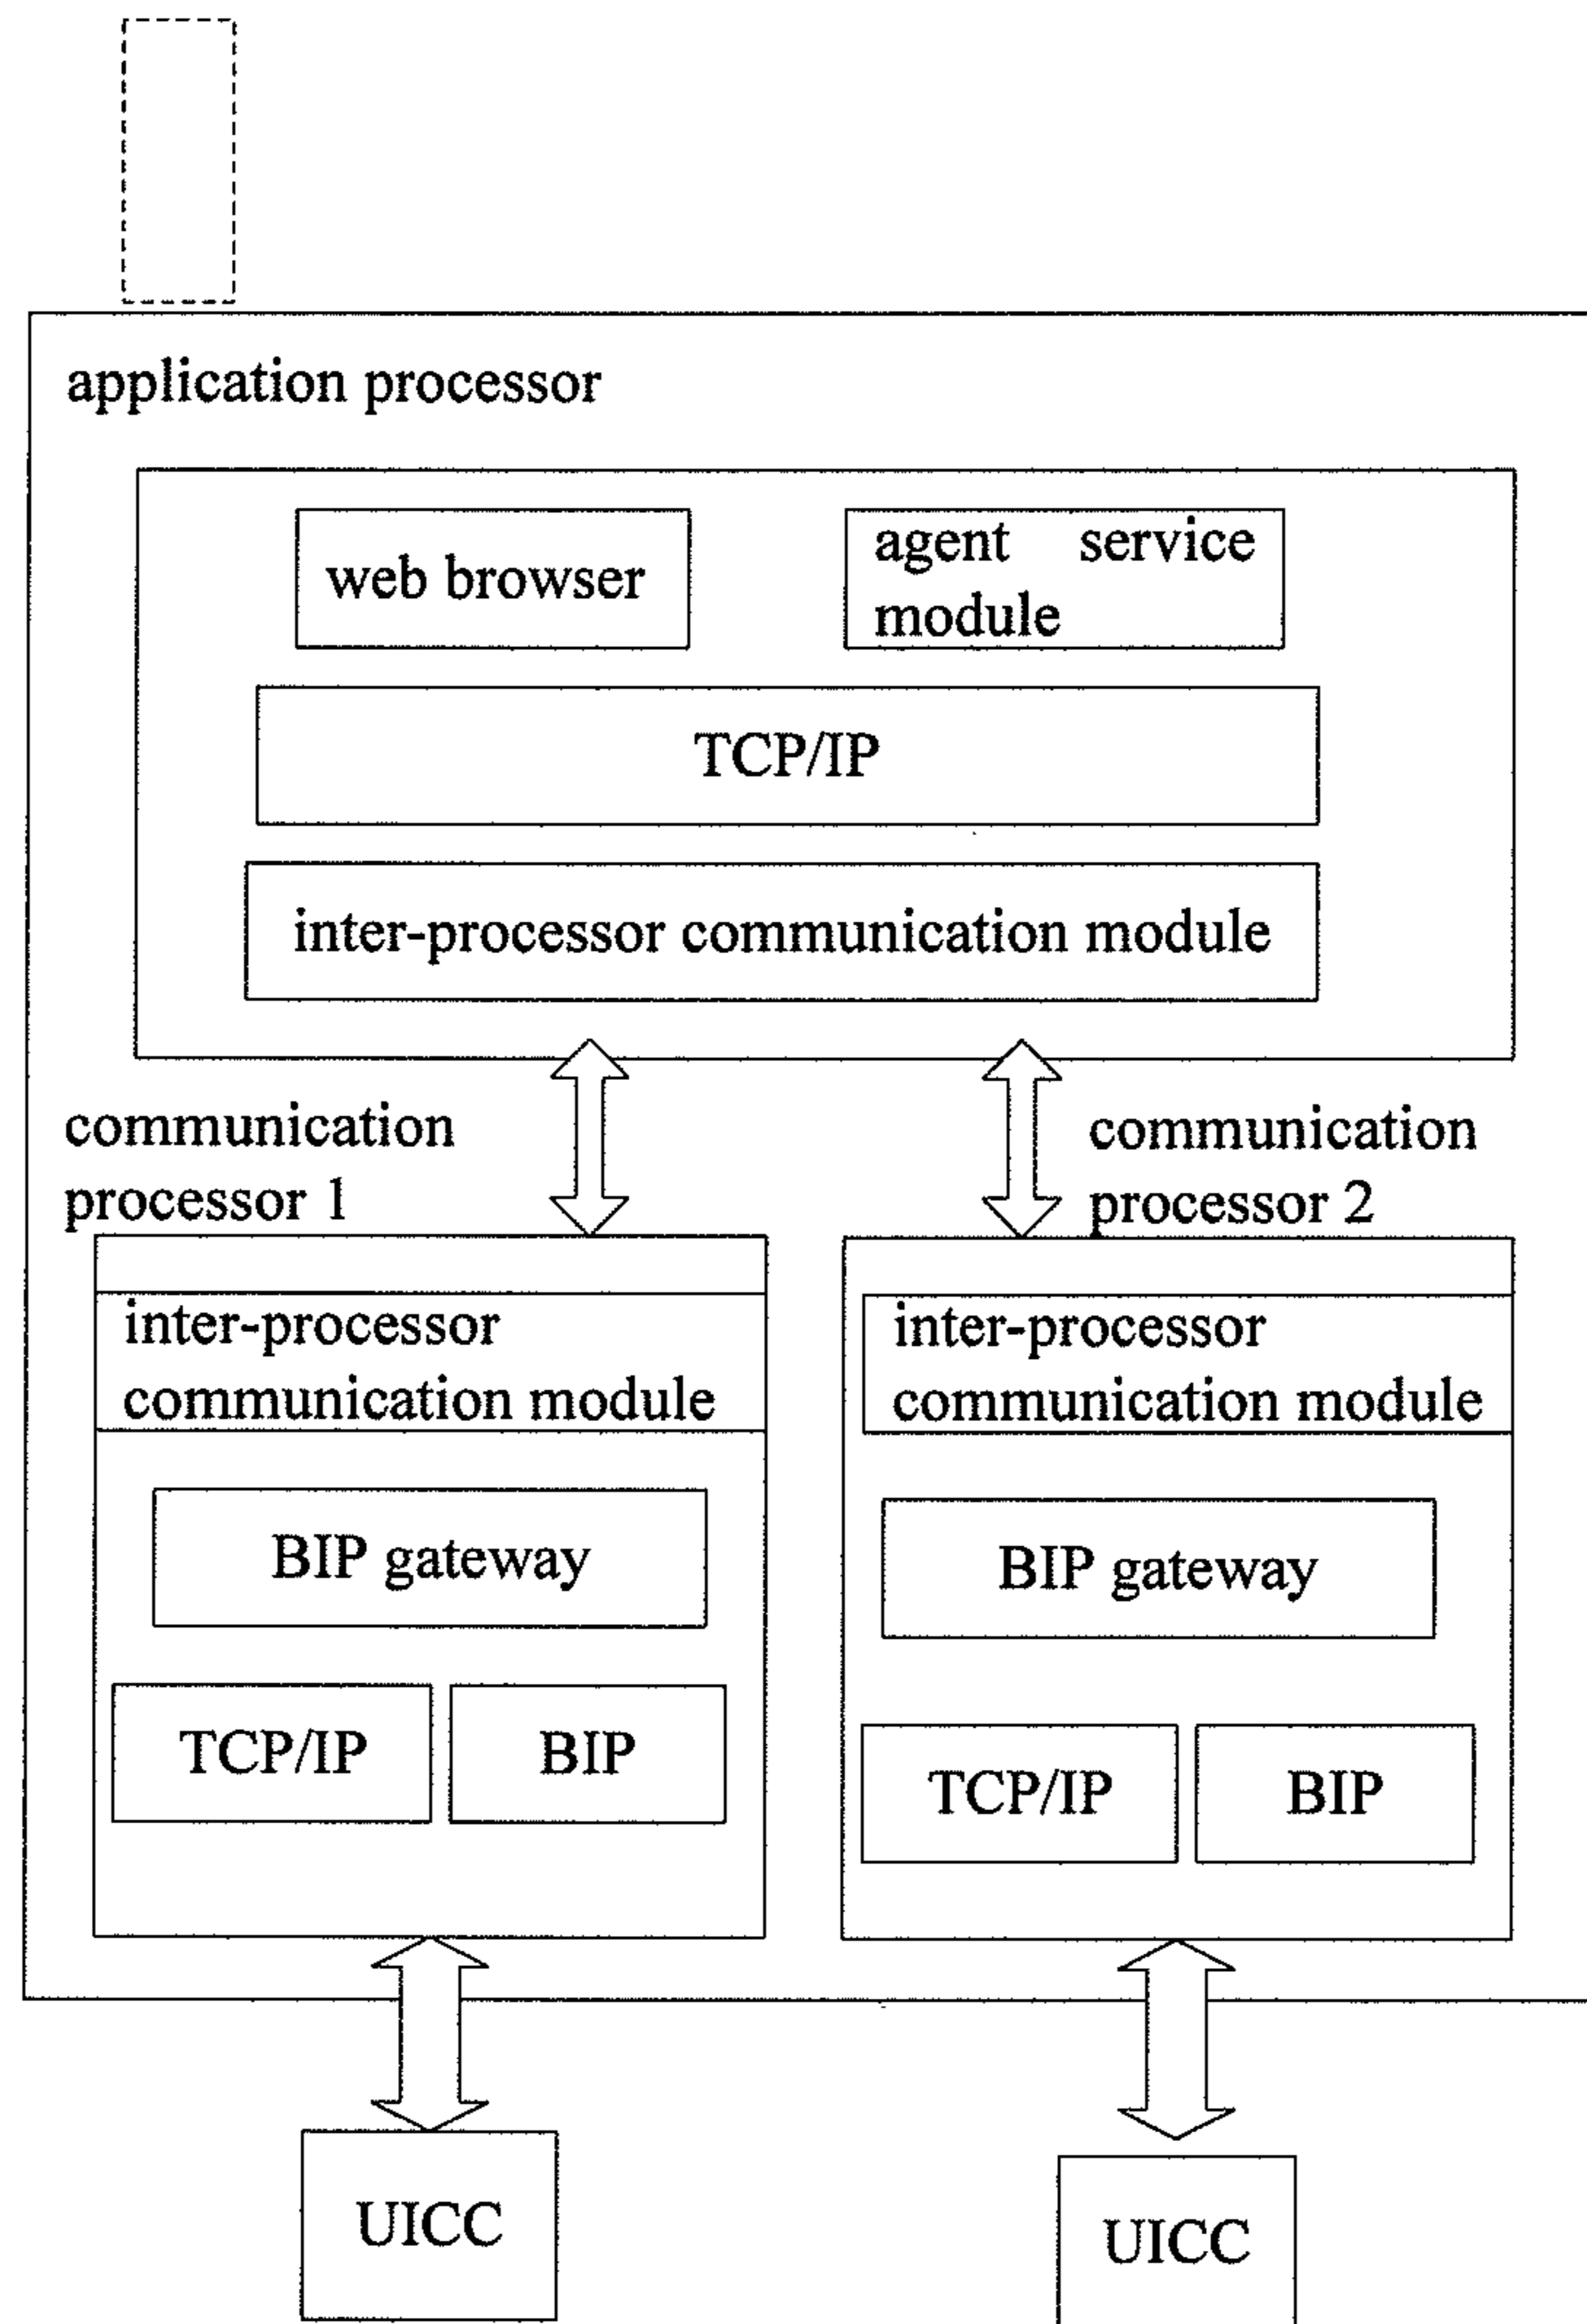 application processor
web browser
agent service
module
TCP/IP
inter-processor communication module
communication
processor 1
communication
processor 2
inter-processor
communication module
BIP gateway
TCP/IP
BIP
inter-processor
communication module
BIP gateway
TCP/IP
BIP
UICC
UICC